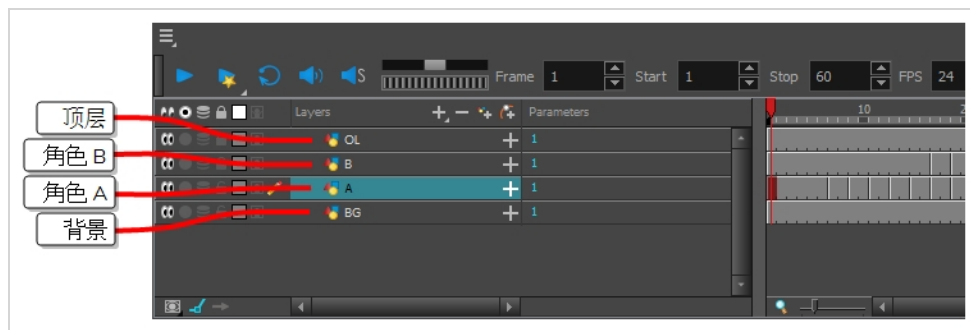 Frame 1 Start 1 Stop 60 FPS 24
Layers Parameters 10 2
顶层 OL 1
角色 B B 1
角色 A A 1
背景 BG 1
S